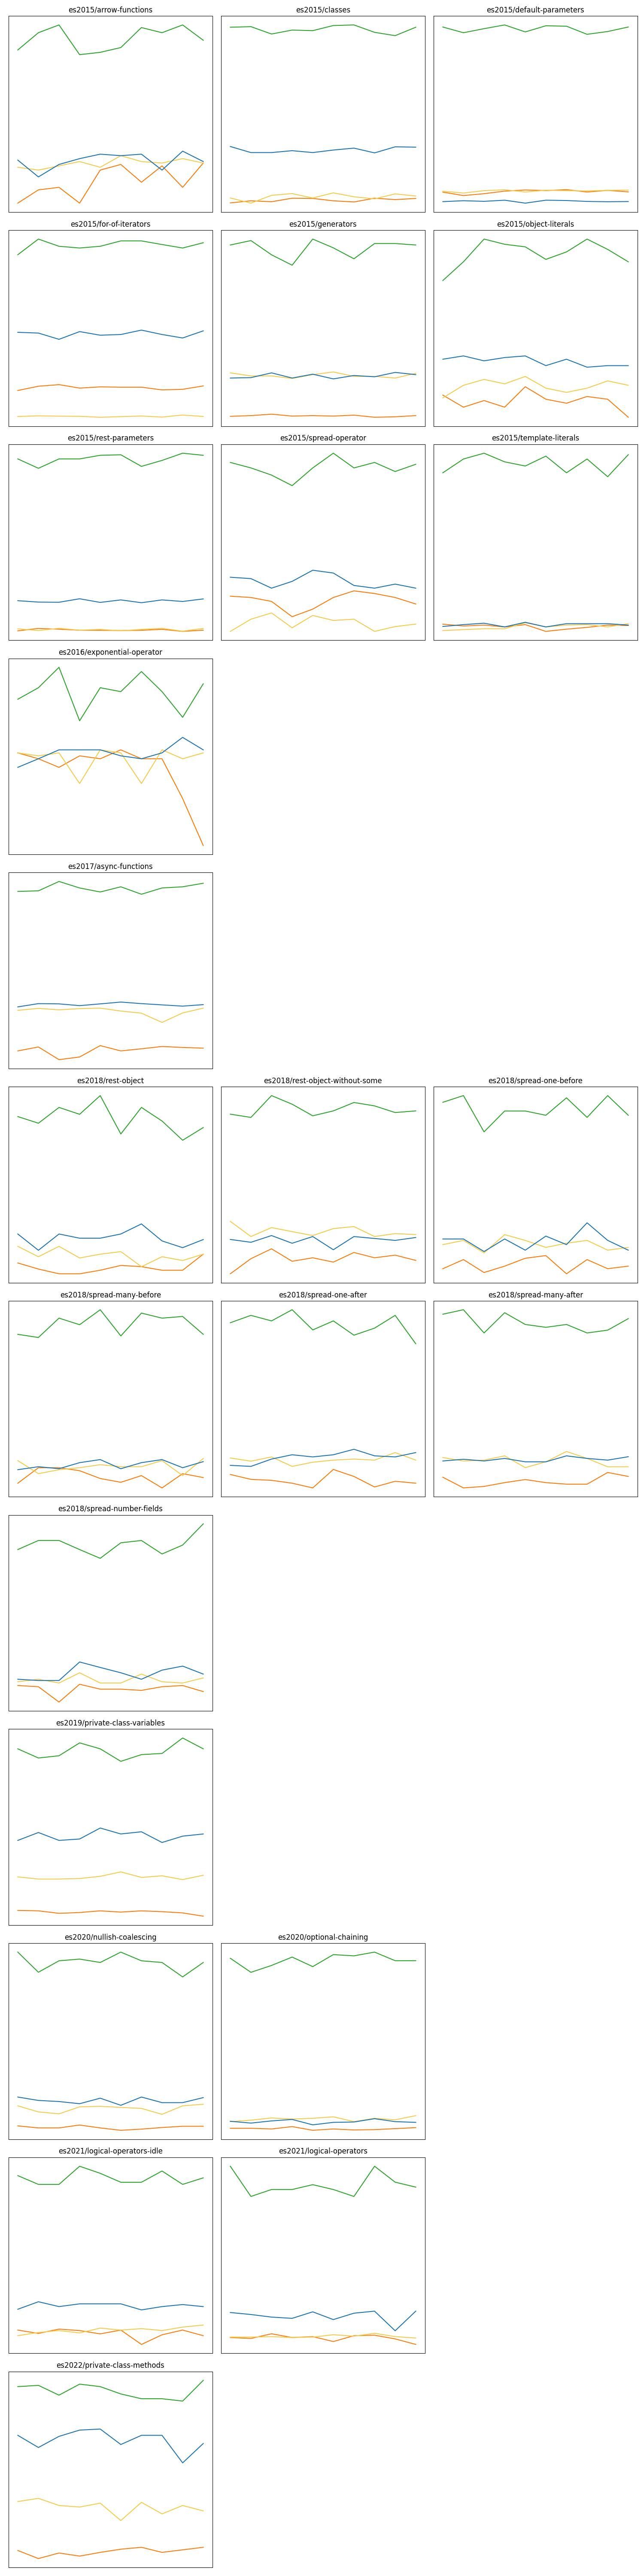 es2015/arrow-functions
es2015/classes
es2015/default-parameters
es2015/for-of-iterators
es2015/generators
es2015/object-literals
es2015/rest-parameters
es2015/spread-operator
es2015/template-literals
es2016/exponential-operator
es2017/async-functions
es2018/rest-object
es2018/rest-object-without-some
es2018/spread-one-before
es2018/spread-many-before
es2018/spread-one-after
es2018/spread-many-after
es2018/spread-number-fields
es2019/private-class-variables
es2020/nullish-coalescing
es2020/optional-chaining
es2021/logical-operators-idle
es2021/logical-operators
es2022/private-class-methods